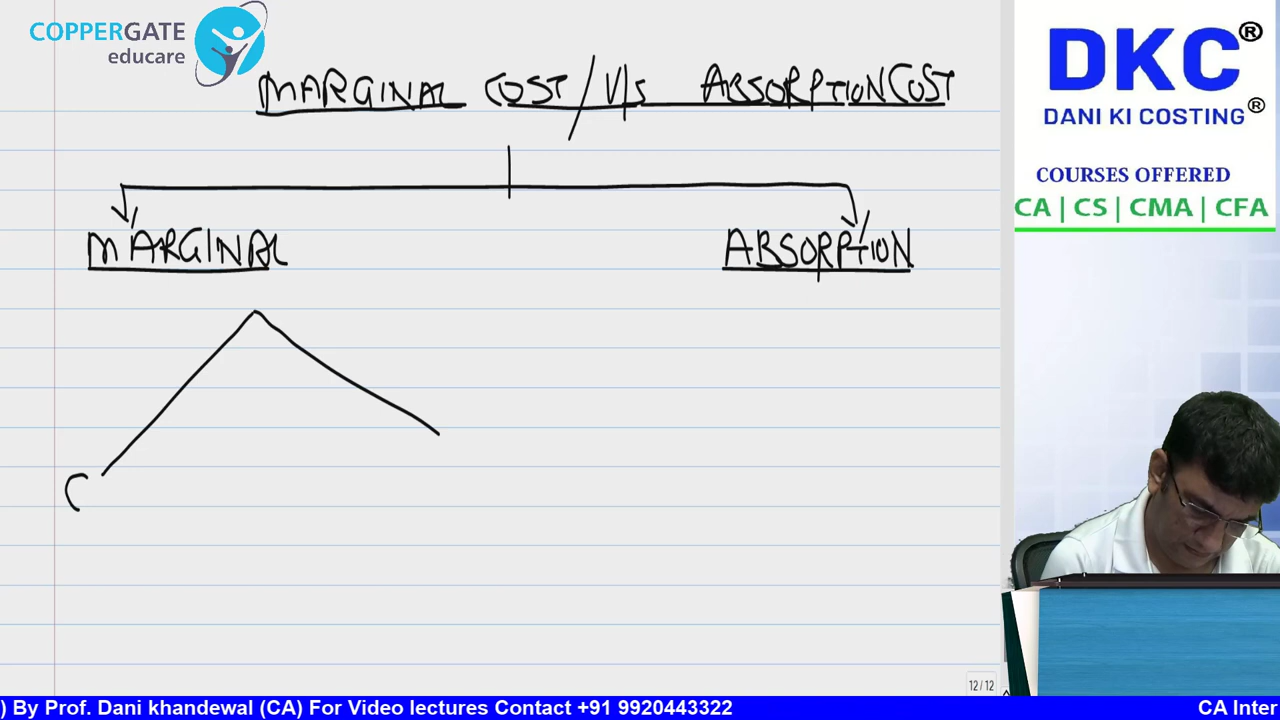 COPPERGATE
educare
MARGINAL COST / V/s ABSORPTION COST
MARGINAL
ABSORPTION
C
DKC®
DANI KI COSTING®
COURSES OFFERED
CA | CS | CMA | CFA
12/12
) By Prof. Dani khandewal (CA) For Video lectures Contact +91 9920443322
CA Inter